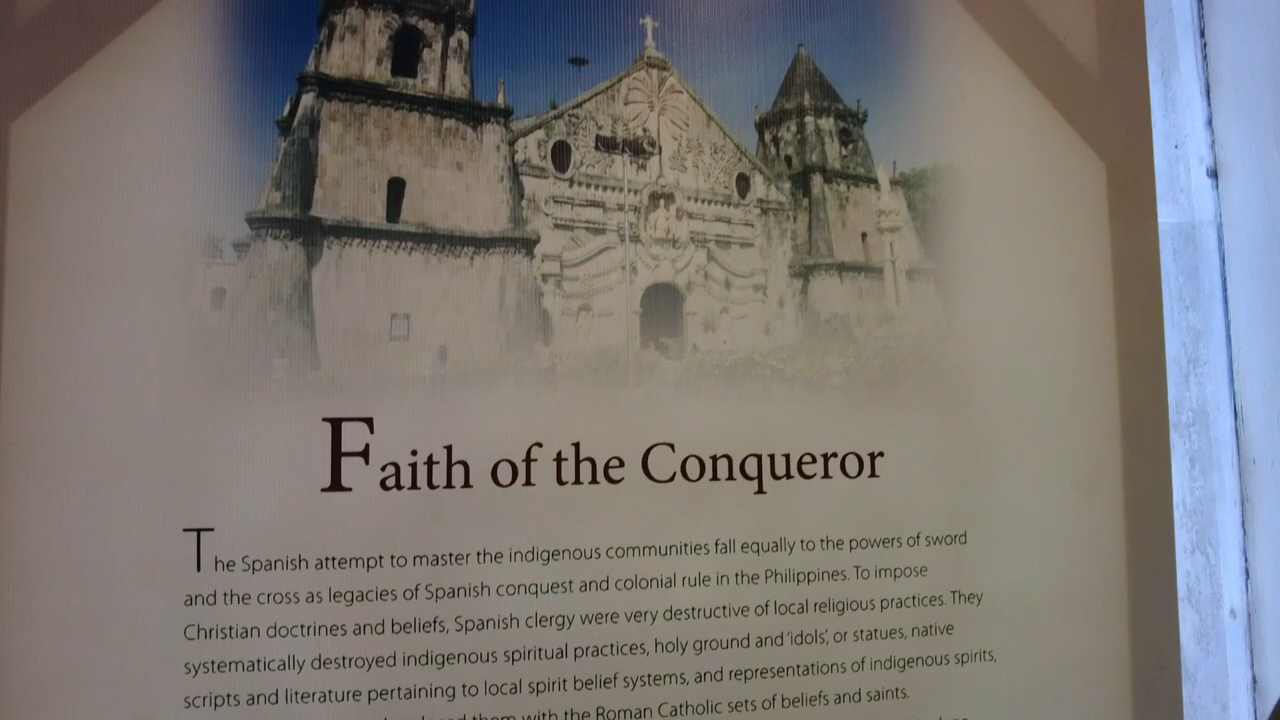 Faith of the Conqueror
The Spanish attempt to master the indigenous communities fall equally to the powers of sword
and the cross as legacies of Spanish conquest and colonial rule in the Philippines. To impose
Christian doctrines and beliefs, Spanish clergy were very destructive of local religious practices. They
systematically destroyed indigenous spiritual practices, holy ground and 'idols', or statues, native
scripts and literature pertaining to local spirit belief systems, and representations of indigenous spirits,
them with the Roman Catholic sets of beliefs and saints.